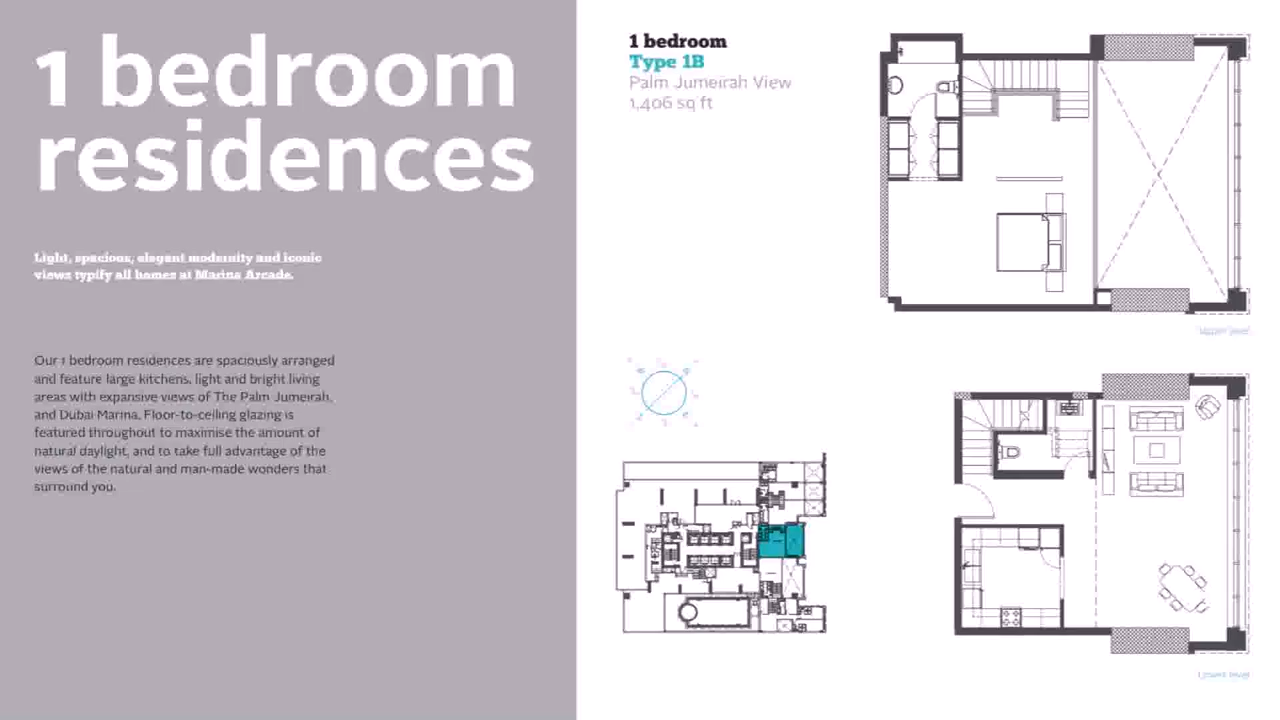 1 bedroom
residences
Light, spacious, elegant modernity and iconic
views typify all homes at Marina Arcade.
Our 1 bedroom residences are spaciously arranged
and feature large kitchens, light and bright living
areas with expansive views of The Palm Jumeirah,
and Dubai Marina. Floor-to-ceiling glazing is
featured throughout to maximise the amount of
natural daylight, and to take full advantage of the
views of the natural and man-made wonders that
surround you.
1 bedroom
Type 1B
Palm Jumeirah View
1,406 sq ft
Upper level
Lower level